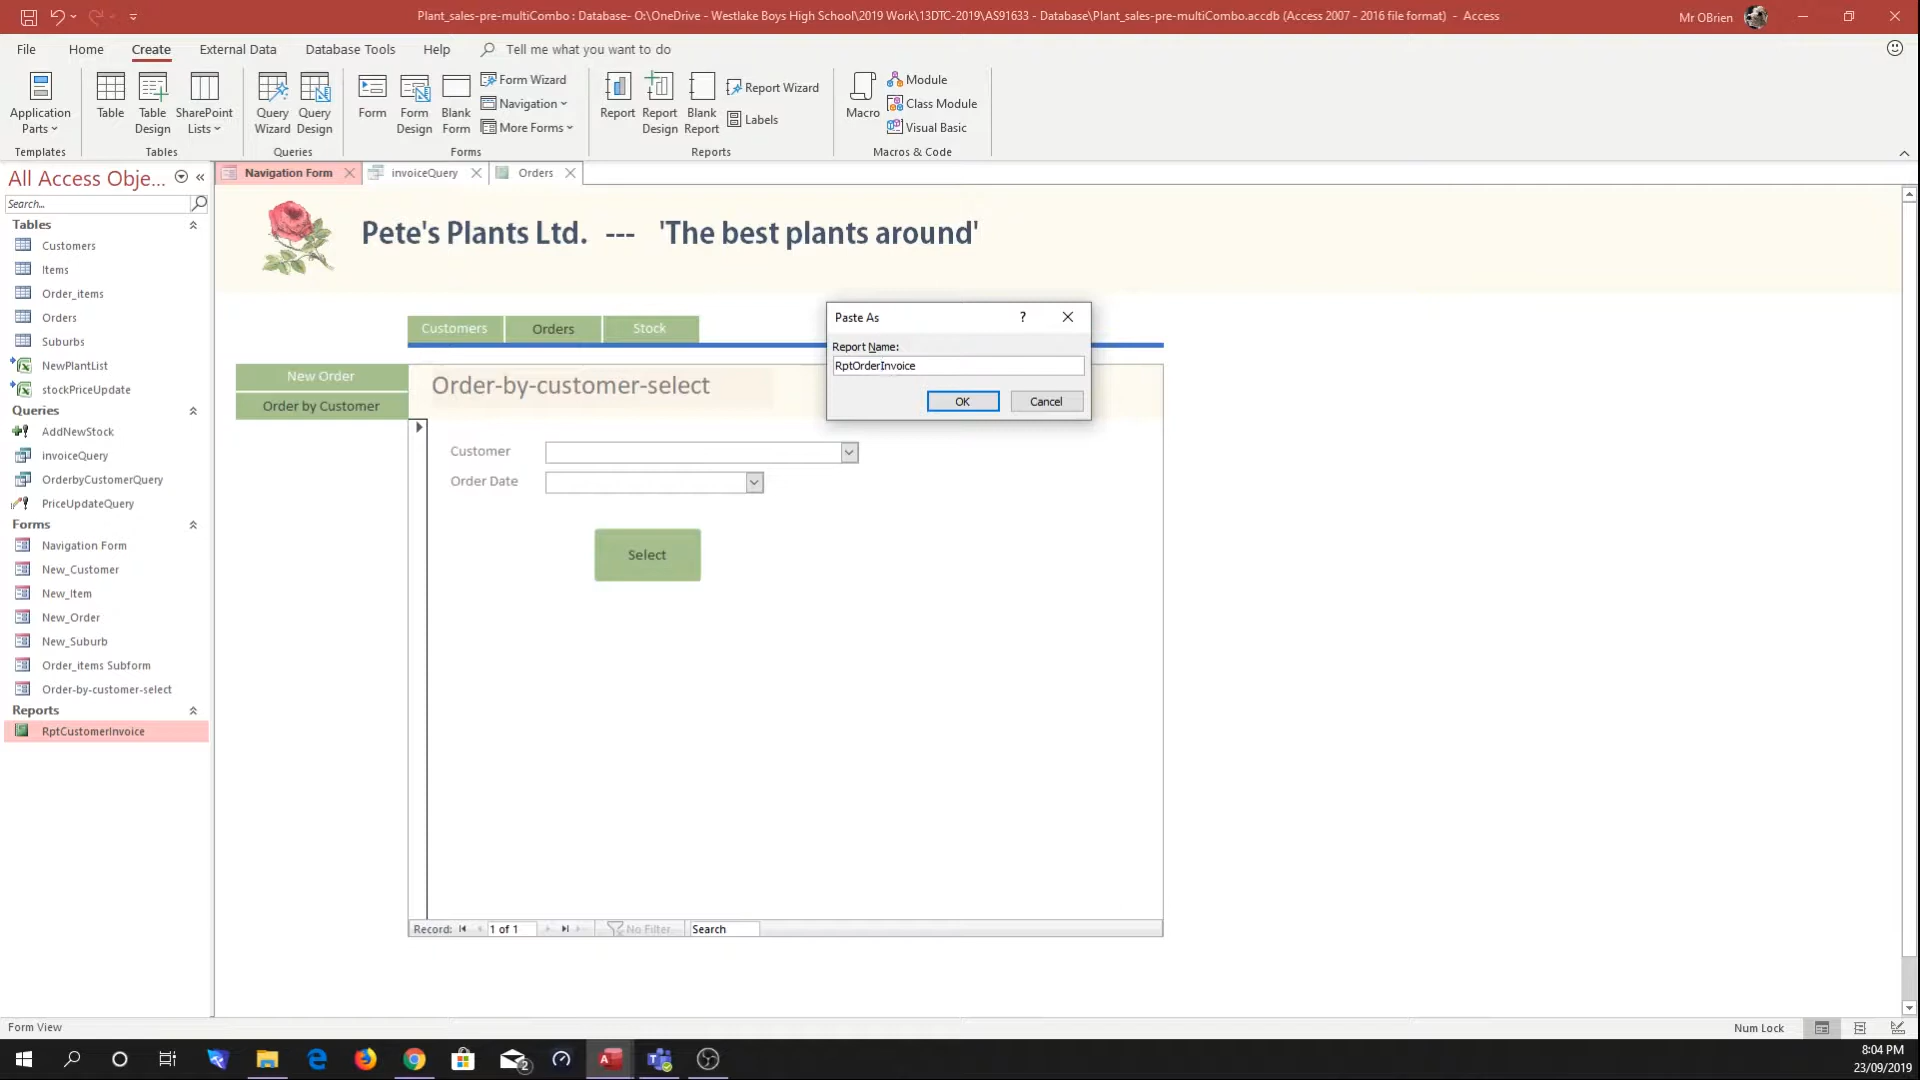 Plant_sales-pre-multiCombo : Database- O:\OneDrive - Westlake Boys High School\2019 Work\13DTC-2019\AS91633 - Database\Plant_sales-pre-multiCombo.accdb (Access 2007 - 2016 file format) - Access
Mr OBrien
File Home Create External Data Database Tools Help Tell me what you want to do
Application Parts
Templates
Table
Table Design
SharePoint Lists
Tables
Query Wizard
Query Design
Queries
Form
Form Design
Blank Form
Form Wizard
Navigation
More Forms
Forms
Report
Report Design
Blank Report
Report Wizard
Labels
Reports
Macro
Module
Class Module
Visual Basic
Macros & Code
All Access Obje...
Search...
Tables
Customers
Items
Order_items
Orders
Suburbs
NewPlantList
stockPriceUpdate
Queries
AddNewStock
invoiceQuery
OrderbyCustomerQuery
PriceUpdateQuery
Forms
Navigation Form
New_Customer
New_Item
New_Order
New_Suburb
Order_items Subform
Order-by-customer-select
Reports
RptCustomerInvoice
Navigation Form
invoiceQuery
Orders
Pete's Plants Ltd. --- 'The best plants around'
Customers Orders Stock
New Order
Order by Customer
Order-by-customer-select
Customer
Order Date
Select
Paste As
?
Report Name:
RptOrderInvoice
OK Cancel
Record: 1 of 1 No Filter Search
Form View
Num Lock
2
8:04 PM
23/09/2019